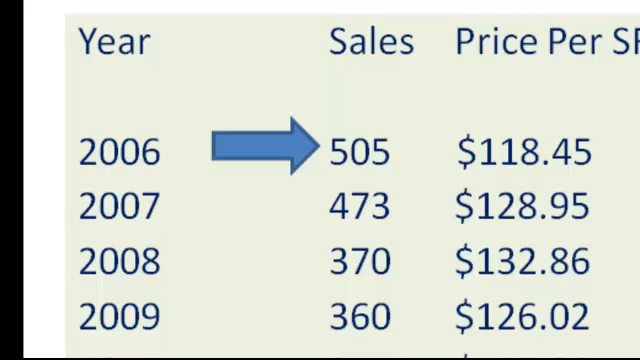 Year Sales Price Per SF
2006 505 $118.45
2007 473 $128.95
2008 370 $132.86
2009 360 $126.02